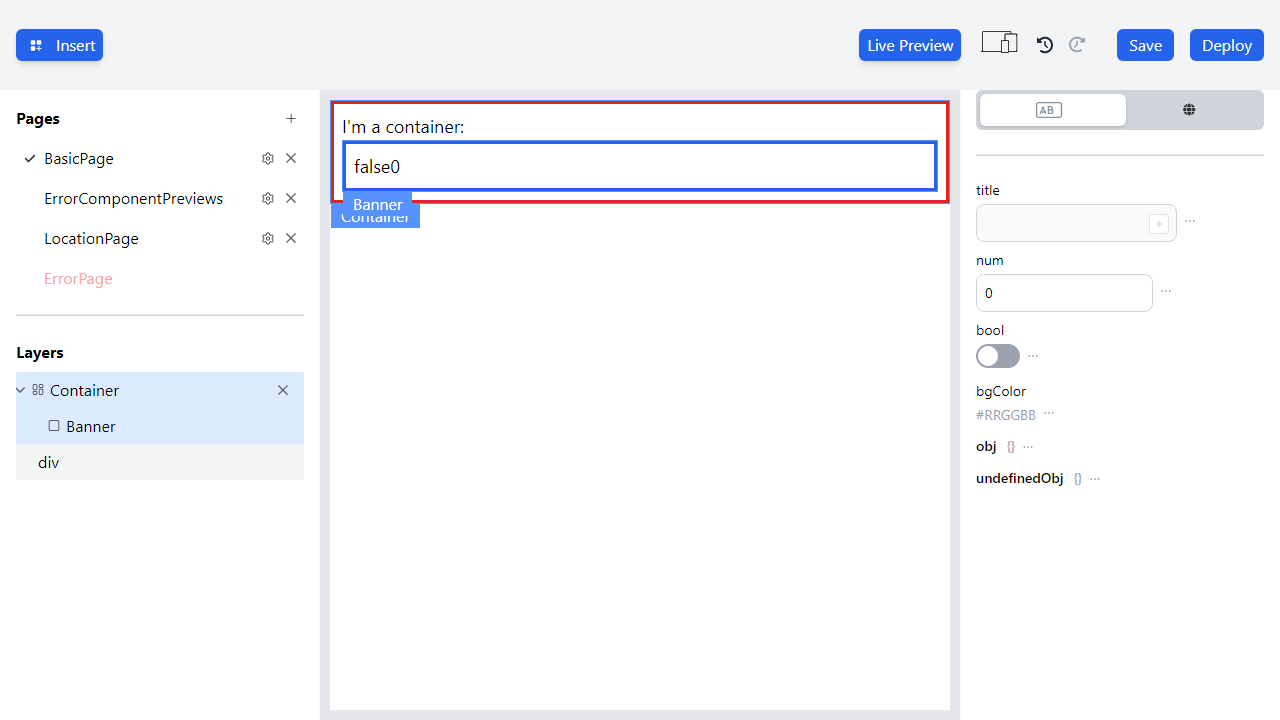 Insert
Live Preview
Save
Deploy
Pages
BasicPage
ErrorComponentPreviews
LocationPage
ErrorPage
Layers
Container
Banner
div
I'm a container:
false0
Banner
Container
AB
title
num
0
bool
bgColor
#RRGGBB
obj {}
undefinedObj {}